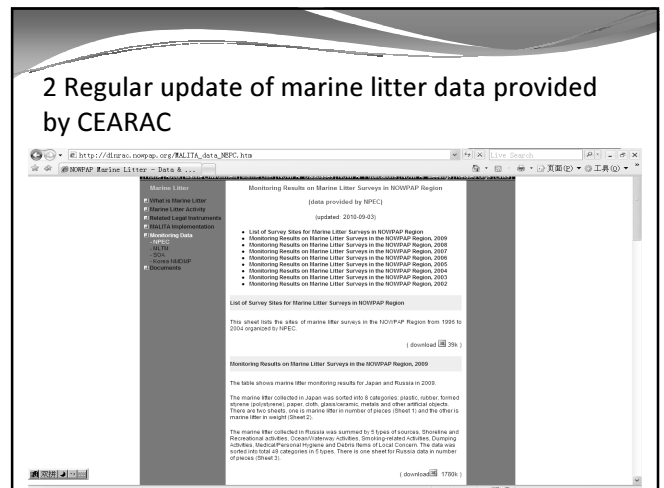 2 Regular update of marine litter data provided
by CEARAC
http://dinrac.nowpap.org/MALITA_data_NEPC.htm
Live Search
NOWPAP Marine Litter - Data & ...
页面(P)
工具(O)
Marine Litter
What is Marine Litter
Marine Litter Activity
Related Legal Instruments
MALITA Implementation
Monitoring Data
- NPEC
- MLTM
- SOA
- Korea NMDMP
Documents
Monitoring Results on Marine Litter Surveys in NOWPAP Region
(data provided by NPEC)
(updated: 2010-09-03)
List of Survey Sites for Marine Litter Surveys in NOWPAP Region
Monitoring Results on Marine Litter Surveys in the NOWPAP Region, 2009
Monitoring Results on Marine Litter Surveys in the NOWPAP Region, 2008
Monitoring Results on Marine Litter Surveys in the NOWPAP Region, 2007
Monitoring Results on Marine Litter Surveys in the NOWPAP Region, 2006
Monitoring Results on Marine Litter Surveys in the NOWPAP Region, 2005
Monitoring Results on Marine Litter Surveys in the NOWPAP Region, 2004
Monitoring Results on Marine Litter Surveys in the NOWPAP Region, 2003
Monitoring Results on Marine Litter Surveys in the NOWPAP Region, 2002
List of Survey Sites for Marine Litter Surveys in NOWPAP Region
This sheet lists the sites of marine litter surveys in the NOWPAP Region from 1996 to
2004 organized by NPEC.
( download 39k )
Monitoring Results on Marine Litter Surveys in the NOWPAP Region, 2009
The table shows marine litter monitoring results for Japan and Russia in 2009.
The marine litter collected in Japan was sorted into 8 categories: plastic, rubber, formed
styrene (polystyrene), paper, cloth, glass/ceramic, metals and other artificial objects.
There are two sheets, one is marine litter in number of pieces (Sheet 1) and the other is
marine litter in weight (Sheet 2).
The marine litter collected in Russia was summed by 5 types of sources, Shoreline and
Recreational activities, Ocean/Waterway Activities, Smoking-related Activities, Dumping
Activities, Medical/Personal Hygiene and Debris Items of Local Concern. The data was
sorted into total 49 categories in 5 types. There is one sheet for Russia data in number
of pieces (Sheet 3).
( download 1780k )
双拼